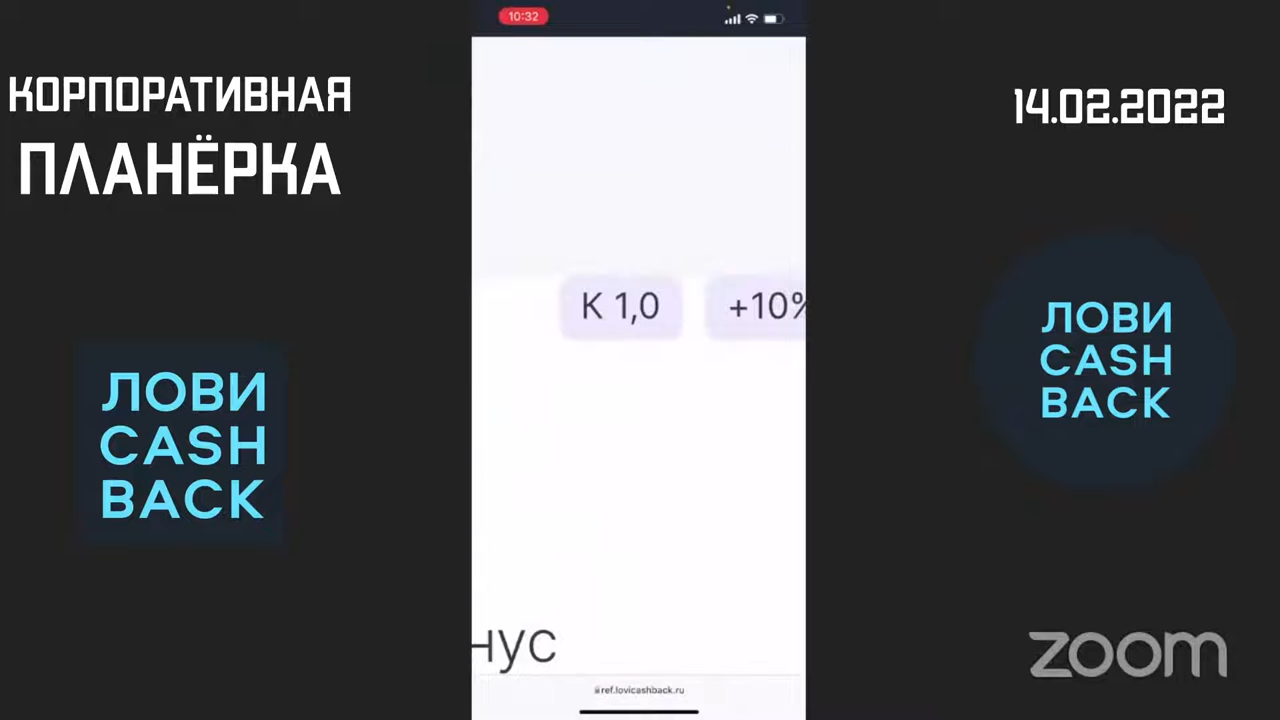 КОРПОРАТИВНАЯ
ПЛАНЁРКА
ЛОВИ
CASH
BACK
10:32
К 1,0
+10%
нус
ref.lovicashback.ru
14.02.2022
ЛОВИ
CASH
BACK
zoom